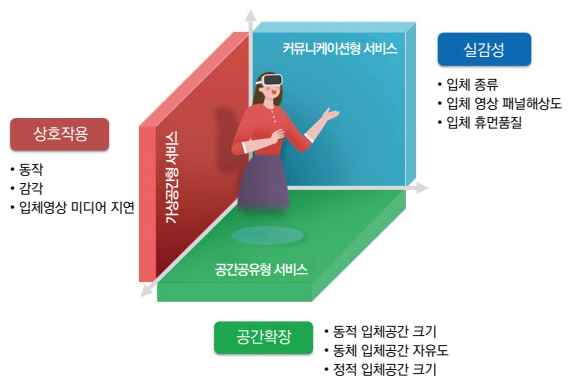 커뮤니케이션형 서비스
실감성
• 입체 종류
• 입체 영상 패널해상도
• 입체 휴먼품질
상호작용
• 동작
• 감각
• 입체영상 미디어 지연
가상공간형 서비스
공간공유형 서비스
공간확장
• 동적 입체공간 크기
• 동체 입체공간 자유도
• 정적 입체공간 크기